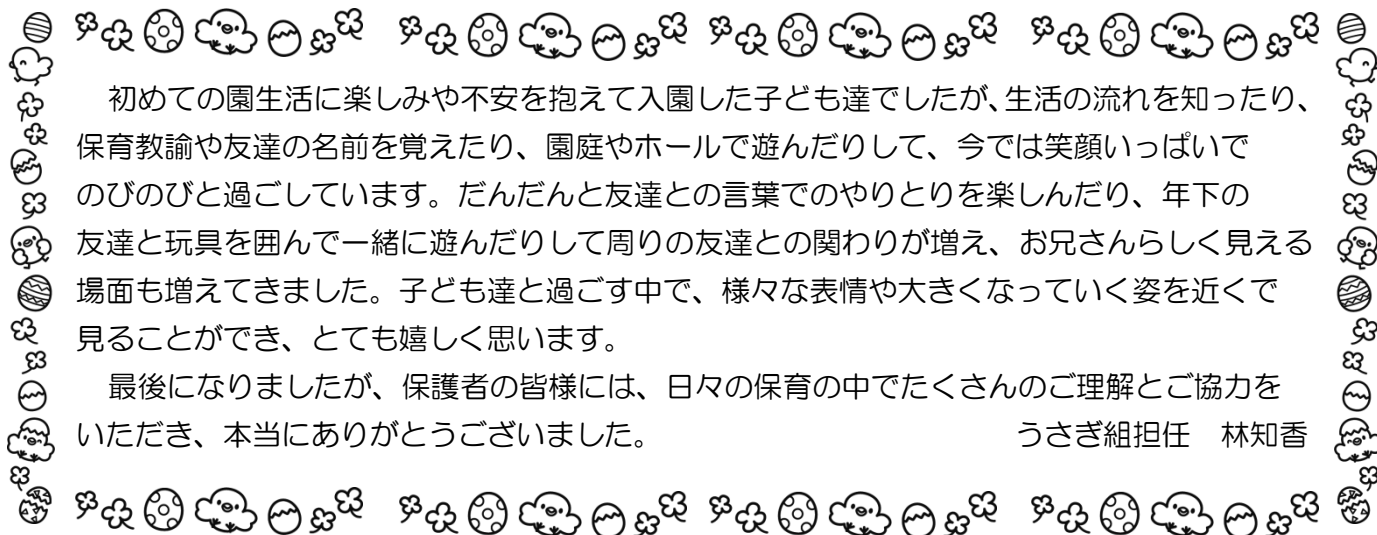 初めての園生活に楽しみや不安を抱えて入園した子ども達でしたが、生活の流れを知ったり、
保育教諭や友達の名前を覚えたり、園庭やホールで遊んだりして、今では笑顔いっぱいで
のびのびと過ごしています。だんだんと友達との言葉でのやりとりを楽しんだり、年下の
友達と玩具を囲んで一緒に遊んだりして周りの友達との関わりが増え、お兄さんらしく見える
場面も増えてきました。子ども達と過ごす中で、様々な表情や大きくなっていく姿を近くで
見ることができ、とても嬉しく思います。
　最後になりましたが、保護者の皆様には、日々の保育の中でたくさんのご理解とご協力を
いただき、本当にありがとうございました。　うさぎ組担任　林知香